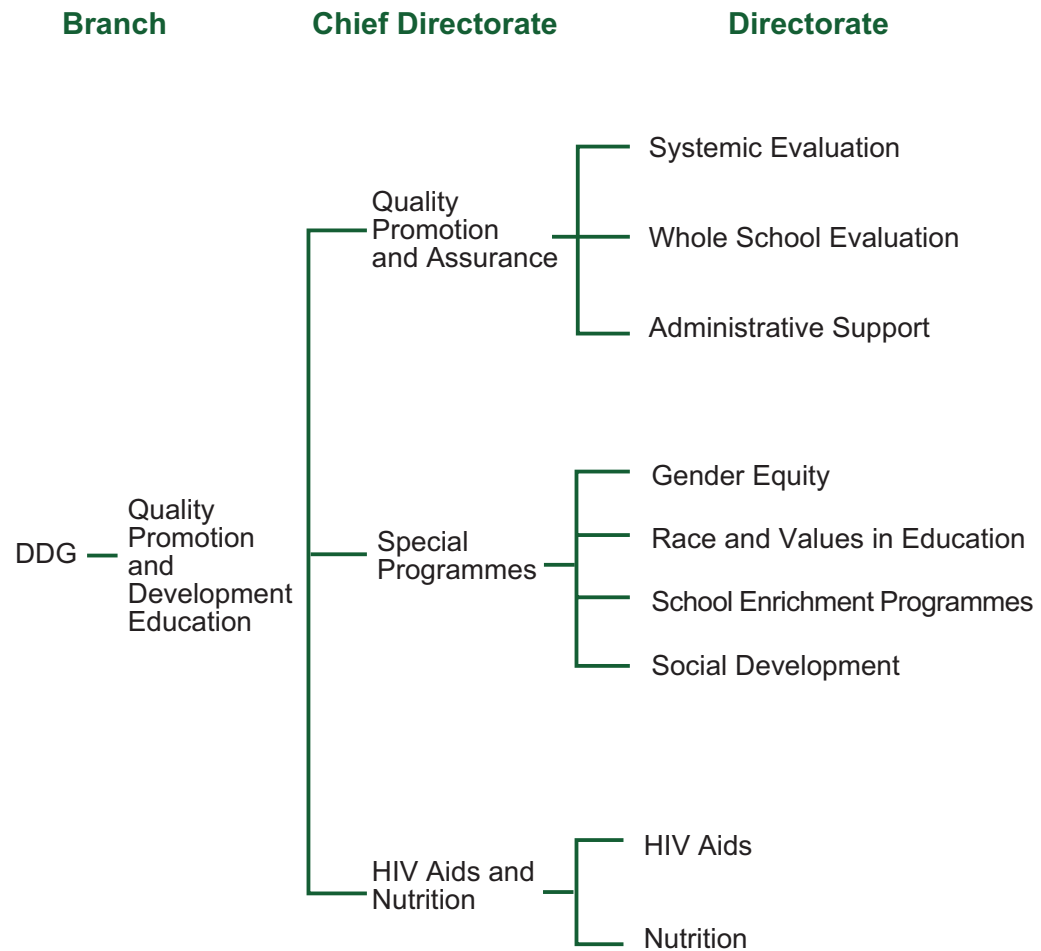 Branch
Chief Directorate
Directorate
DDG
Quality
Promotion
and
Development
Education
Quality
Promotion
and Assurance
Systemic Evaluation
Whole School Evaluation
Administrative Support
Special
Programmes
Gender Equity
Race and Values in Education
School Enrichment Programmes
Social Development
HIV Aids and
Nutrition
HIV Aids
Nutrition